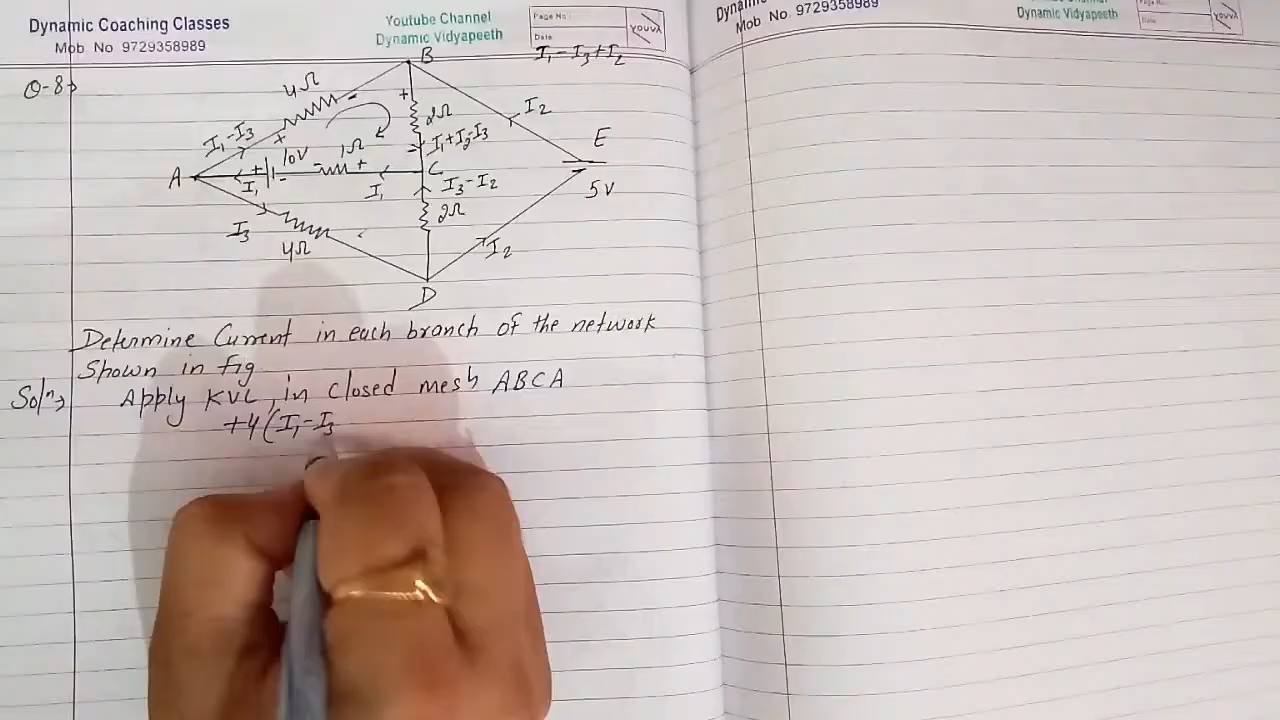 Dynamic Coaching Classes
Mob No 9729358989
Youtube Channel
Dynamic Vidyapeeth
Page No:
Date
YOUVA
Mob No 9729358989
Dynamic Vidyapeeth
YOUVA
Q-8→
B
I₁-I₃+I₂
4Ω
I₁-I₃
+
-
+
2Ω
I₂
E
5V
I₁+I₂-I₃
-
A
+
10V
-
-
1Ω
+
C
I₁
I₁
I₃-I₂
2Ω
I₃
4Ω
I₂
D
Determine Current in each branch of the network
Shown in fig
Solⁿ→ Apply KVL, in closed mesh ABCA
+4(I₁-I₃